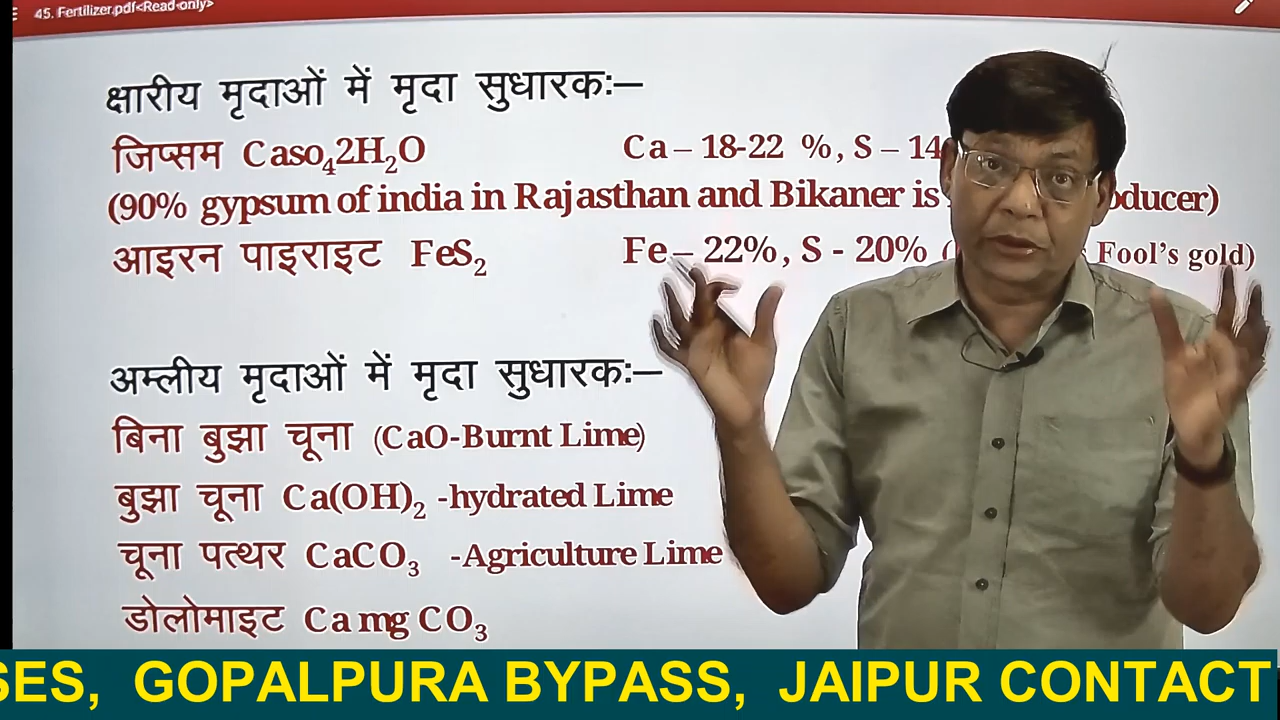 45. Fertilizer.pdf<Read-only>
क्षारीय मृदाओं में मृदा सुधारकः–
जिप्सम Caso₄2H₂O Ca – 18-22 %, S – 14
(90% gypsum of india in Rajasthan and Bikaner is oducer)
आइरन पाइराइट FeS₂ Fe – 22%, S - 20% ( Fool's gold)
अम्लीय मृदाओं में मृदा सुधारकः–
बिना बुझा चूना (CaO-Burnt Lime)
बुझा चूना Ca(OH)₂ -hydrated Lime
चूना पत्थर CaCO₃ -Agriculture Lime
डोलोमाइट Ca mg CO₃
SES, GOPALPURA BYPASS, JAIPUR CONTACT